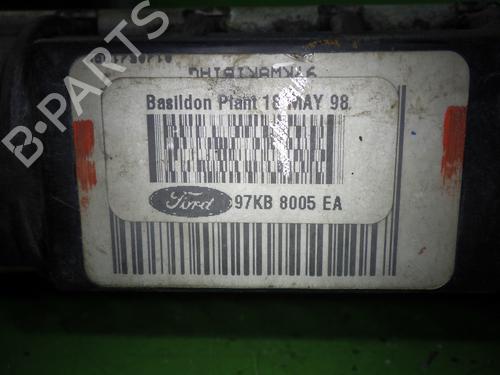 Basildon Plant 18 MAY 98
Ford 97KB 8005 EA
B-PARTS